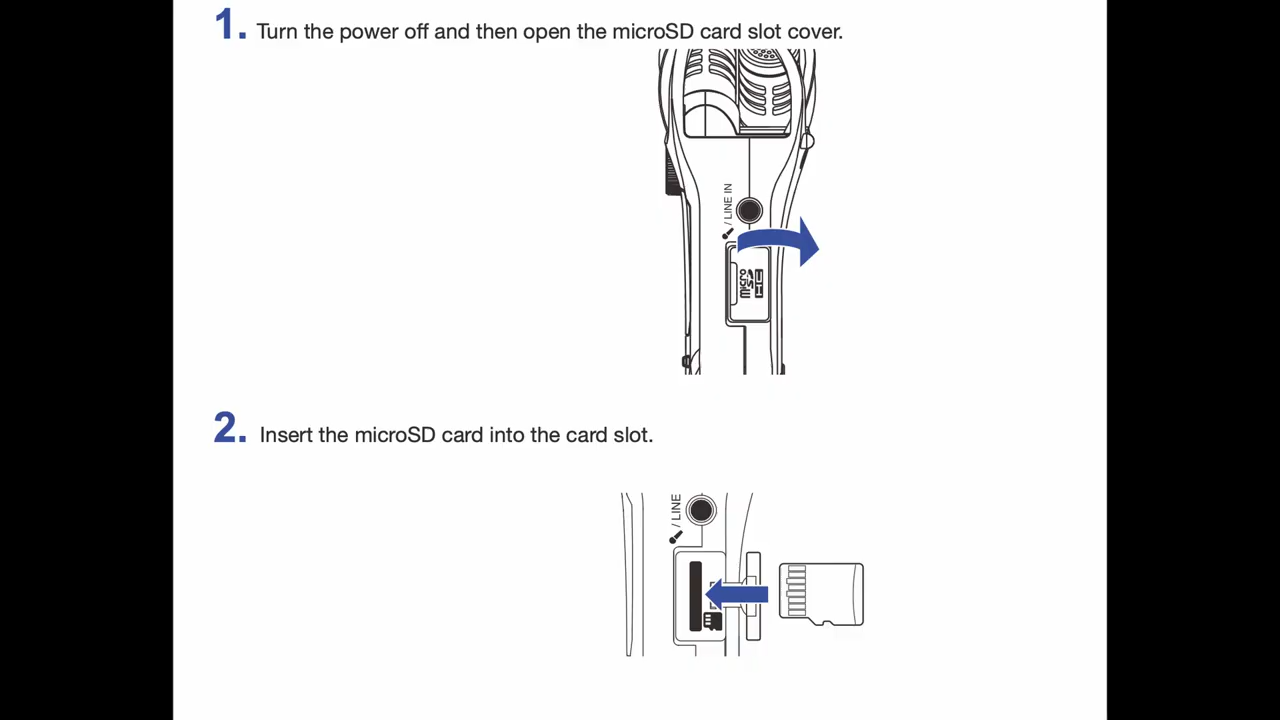 1. Turn the power off and then open the microSD card slot cover.
/ LINE IN
micro
SD
HC
2. Insert the microSD card into the card slot.
/ LINE